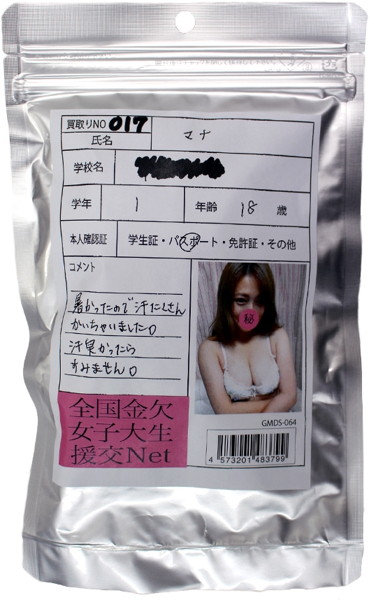 買取りNO 017
氏名 マナ
学校名
学年 1 年齢 18 歳
本人確認証 学生証・パスポート・免許証・その他
コメント
暑かったので汗たくさん
かいちゃいました。
汗臭かったら
すみません。
㊙
GMDS-064
4 573201 483799
全国金欠
女子大生
援交Net